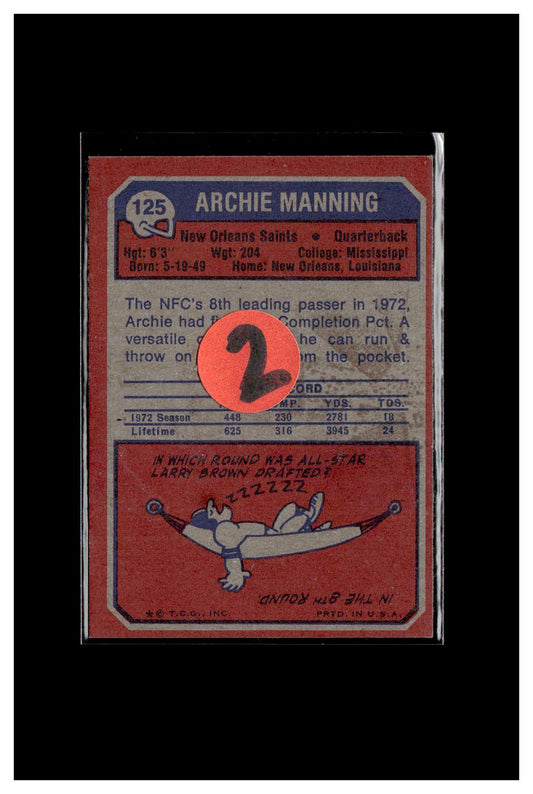 125
ARCHIE MANNING
New Orleans Saints • Quarterback
Hgt: 6'3" Wgt: 204 College: Mississippi
Born: 5-19-49 Home: New Orleans, Louisiana
The NFC's 8th leading passer in 1972,
Archie had Completion Pct. A
versatile he can run &
throw on from the pocket.
2
YDS. TDS.
1972 Season 448 230 2781 18
Lifetime 625 316 3945 24
IN WHICH ROUND WAS ALL-STAR
LARRY BROWN DRAFTED?
ZZZZZZZ
IN THE 8TH ROUND
*© T.C.G., INC. PRTD. IN U.S.A.